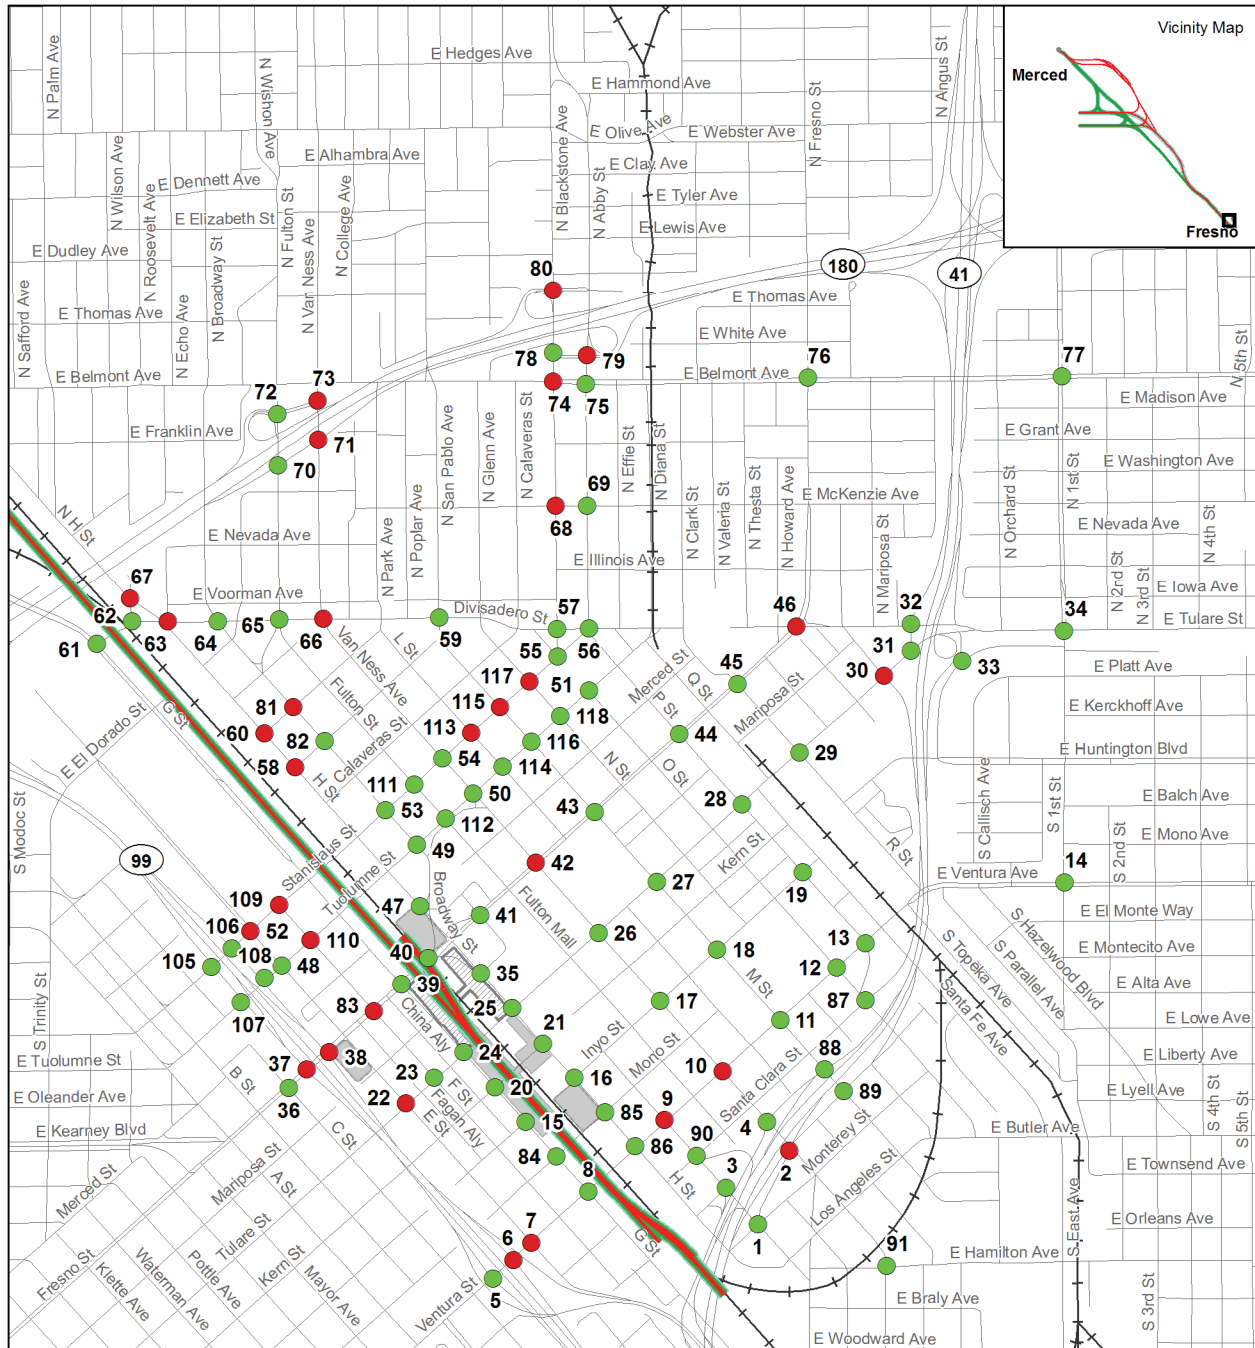 Vicinity Map
Merced
Fresno
E Hedges Ave
E Hammond Ave
E Olive Ave
E Webster Ave
E Clay Ave
E Alhambra Ave
E Dennett Ave
E Tyler Ave
E Elizabeth St
E Lewis Ave
E Dudley Ave
N Palm Ave
N Wishon Ave
N Wilson Ave
N Roosevelt Ave
N Fulton St
N Van Ness Ave
N College Ave
N Broadway St
N Echo Ave
N Safford Ave
N Blackstone Ave
N Abby St
N Fresno St
N Angus St
180
41
80
E Thomas Ave
E Thomas Ave
E White Ave
78
79
76
77
E Belmont Ave
E Belmont Ave
N 5th St
72
73
74
75
E Madison Ave
E Franklin Ave
71
70
E Grant Ave
E Washington Ave
N San Pablo Ave
N Glenn Ave
N Calaveras St
N Effie St
N Diana St
N Clark St
N Valeria St
N Thesta St
N Howard Ave
N Mariposa St
N Orchard St
N 1st St
N 2nd St
N 3rd St
N 4th St
N Park Ave
N Poplar Ave
69
68
E McKenzie Ave
N H St
E Nevada Ave
E Nevada Ave
E Illinois Ave
E Iowa Ave
67
E Voorman Ave
Divisadero St
57
46
32
34
E Tulare St
62
61
63
64
65
66
59
55
56
31
33
30
45
E Platt Ave
Van Ness Ave
L St
Merced St
Q St
P St
Mariposa St
117
51
81
115
118
E Kerckhoff Ave
G St
Fulton St
60
82
113
116
44
E El Dorado St
Calaveras St
54
114
N St
O St
29
E Huntington Blvd
58
H St
111
50
43
28
S Modoc St
53
112
E Balch Ave
Stanislaus St
49
E Mono Ave
S Callisch Ave
S 1st St
S 2nd St
R St
Kern St
99
Tuolumne St
42
27
19
E Ventura Ave
14
109
47
Broadway St
41
Fulton Mall
E El Monte Way
106
52
110
40
26
18
13
E Montecito Ave
S Hazelwood Blvd
S Parallel Ave
S Topeka Ave
Santa Fe Ave
105
108
48
39
35
12
E Alta Ave
107
83
25
17
M St
87
S Trinity St
China Aly
21
11
E Lowe Ave
Inyo St
Mono St
E Tuolumne St
37
38
24
88
E Liberty Ave
B St
23
F St
20
16
10
Santa Clara St
89
E Lyell Ave
E Oleander Ave
36
22
Fagan Aly
E St
9
85
S 4th St
S 5th St
E Kearney Blvd
C St
15
86
90
4
Monterey St
E Butler Ave
Mariposa St
84
8
3
2
E Townsend Ave
Merced St
A St
H St
Los Angeles St
Tulare St
7
G St
1
S East Ave
E Orleans Ave
6
91
E Hamilton Ave
Fresno St
Klette Ave
Waterman Ave
Pottle Ave
Kern St
Mayor Ave
Ventura St
5
E Braly Ave
S 3rd St
E Woodward Ave